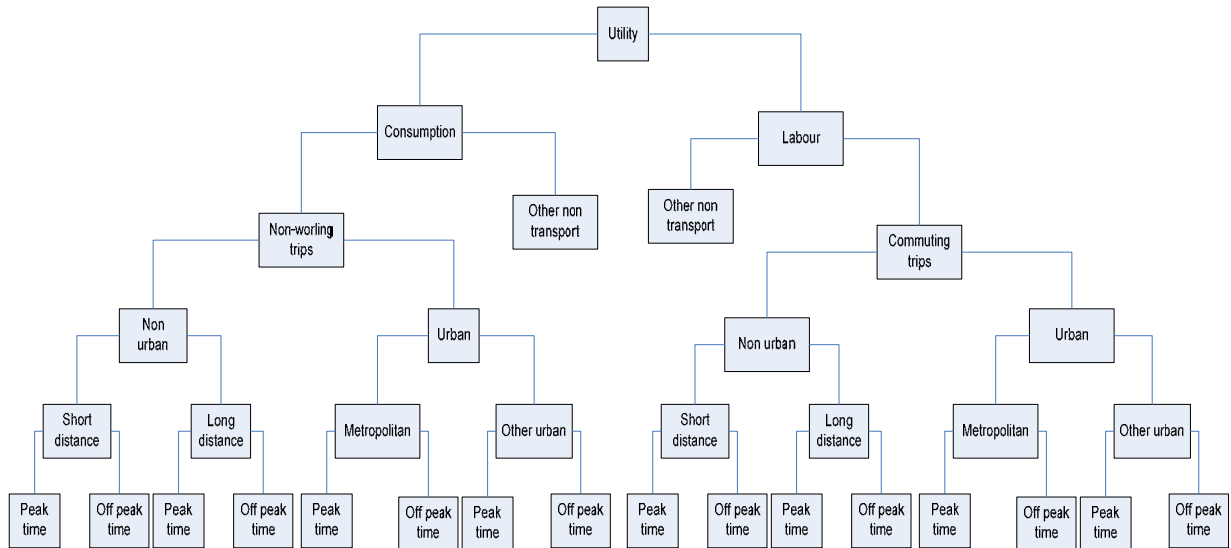 Utility
Consumption
Labour
Other non
transport
Other non
transport
Non-worling
trips
Commuting
trips
Non
urban
Urban
Non urban
Urban
Short
distance
Long
distance
Metropolitan
Other urban
Short
distance
Long
distance
Metropolitan
Other urban
Peak
time
Off peak
time
Peak
time
Off peak
time
Peak
time
Off peak
time
Peak
time
Off peak
time
Peak
time
Off peak
time
Peak
time
Off peak
time
Peak
time
Off peak
time
Peak
time
Off peak
time